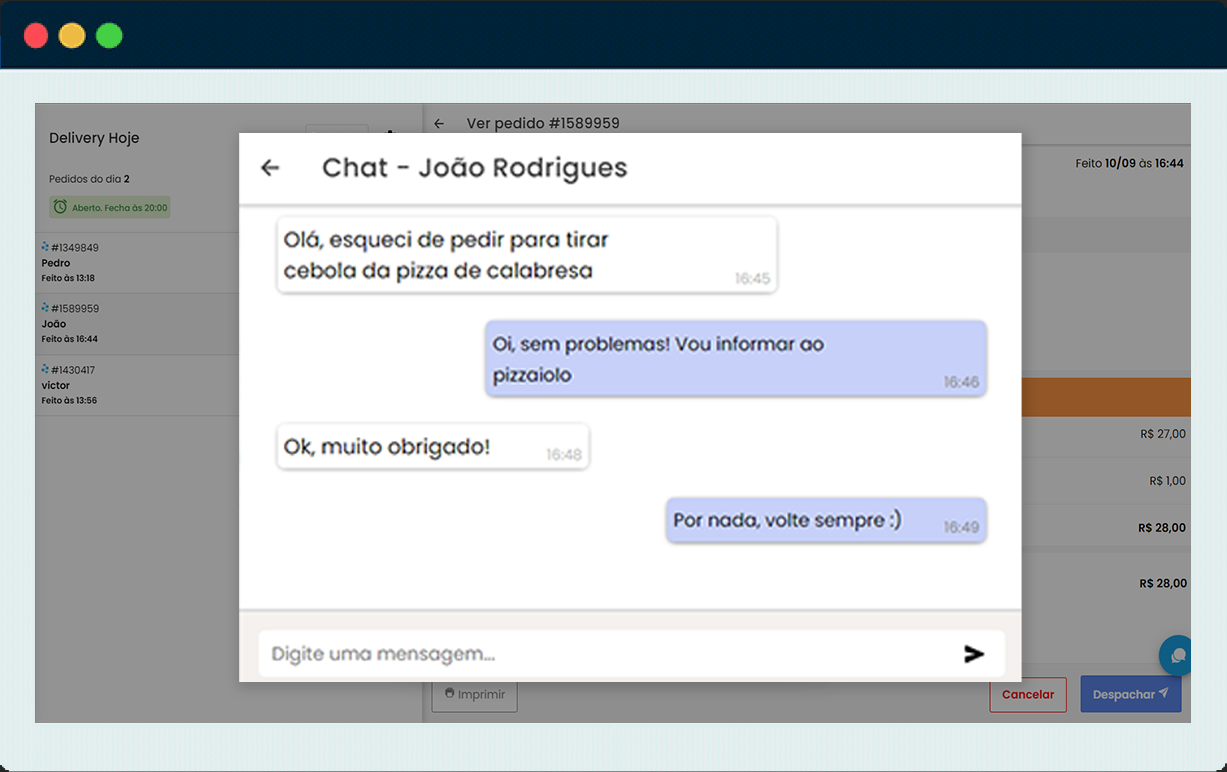 Delivery Hoje
Pedidos do dia 2
Aberto. Fecha às 20:00
#1349849
Pedro
Feito às 13:18
#1589959
João
Feito às 16:44
#1430417
victor
Feito às 13:56
Ver pedido #1589959
Feito 10/09 às 16:44
Chat - João Rodrigues
Olá, esqueci de pedir para tirar
cebola da pizza de calabresa
16:45
Oi, sem problemas! Vou informar ao
pizzaiolo
16:46
Ok, muito obrigado!
16:48
Por nada, volte sempre :)
16:49
Digite uma mensagem...
R$ 27,00
R$ 1,00
R$ 28,00
R$ 28,00
Imprimir
Cancelar
Despachar